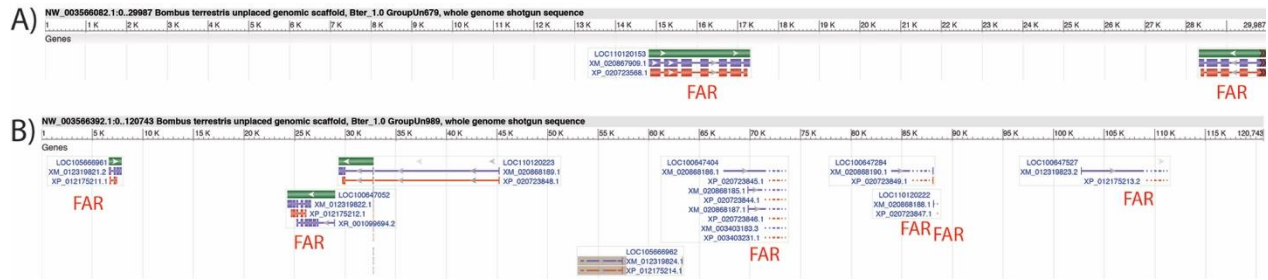 A)
NW_003566082.1:0..29987 Bombus terrestris unplaced genomic scaffold, Bter_1.0 GroupUn679, whole genome shotgun sequence
1 1 K 2 K 3 K 4 K 5 K 6 K 7 K 8 K 9 K 10 K 11 K 12 K 13 K 14 K 15 K 16 K 17 K 18 K 19 K 20 K 21 K 22 K 23 K 24 K 25 K 26 K 27 K 28 K 29,987
Genes
LOC110120153
XM_020867909.1
XP_020723568.1
FAR FAR
B)
NW_003566392.1:0..120743 Bombus terrestris unplaced genomic scaffold, Bter_1.0 GroupUn989, whole genome shotgun sequence
1 5 K 10 K 15 K 20 K 25 K 30 K 35 K 40 K 45 K 50 K 55 K 60 K 65 K 70 K 75 K 80 K 85 K 90 K 95 K 100 K 105 K 110 K 115 K 120,743
Genes
LOC105666961
XM_012319821.2
XP_012175211.1
FAR
LOC100647052
XM_012319822.1
XP_012175212.1
XR_001099694.2
FAR
LOC110120223
XM_020868189.1
XP_020723848.1
LOC105666962
XM_012319824.1
XP_012175214.1
LOC100647404
XM_020868186.1
XP_020723845.1
XM_020868185.1
XP_020723844.1
XM_020868187.1
XP_020723846.1
XM_003403183.3
XP_003403231.1
FAR
LOC100647284
XM_020868190.1
XP_020723849.1
LOC110120222
XM_020868188.1
XP_020723847.1
FAR FAR
LOC100647527
XM_012319823.2
XP_012175213.2
FAR